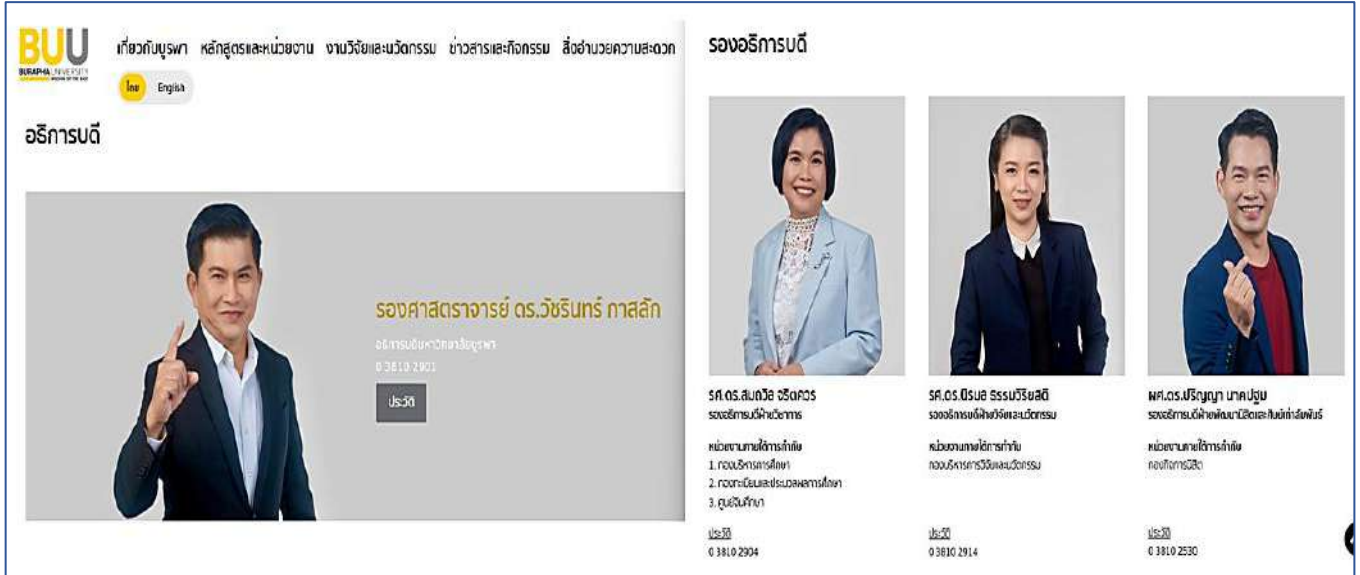 BUU
BURAPHA UNIVERSITY
เกี่ยวกับบูรพา หลักสูตรและหน่วยงาน งานวิจัยและนวัตกรรม ข่าวสารและกิจกรรม สิ่งอำนวยความสะดวก
ไทย English
อธิการบดี
รองศาสตราจารย์ ดร.วัชรินทร์ กาสลัก
อธิการบดีมหาวิทยาลัยบูรพา
0 3810 2901
ประวัติ
รองอธิการบดี
รศ.ดร.สมถวิล จริตควร
รองอธิการบดีฝ่ายวิชาการ
หน่วยงานภายใต้การกำกับ
1. กองบริหารการศึกษา
2. กองทะเบียนและประมวลผลการศึกษา
3. ศูนย์จีนศึกษา
ประวัติ
0 3810 2904
รศ.ดร.นิรมล ธรรมวิริยสติ
รองอธิการบดีฝ่ายวิจัยและนวัตกรรม
หน่วยงานภายใต้การกำกับ
กองบริหารการวิจัยและนวัตกรรม
ประวัติ
0 3810 2914
ผศ.ดร.ปริญญา นาคปฐม
รองอธิการบดีฝ่ายพัฒนานิสิตและศิษย์เก่าสัมพันธ์
หน่วยงานภายใต้การกำกับ
กองกิจการนิสิต
ประวัติ
0 3810 2530